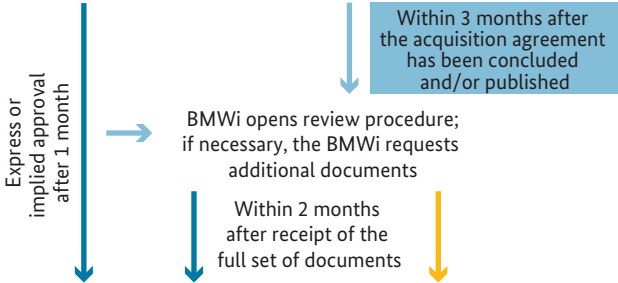 Within 3 months after
the acquisition agreement
has been concluded
and/or published
Express or
implied approval
after 1 month
BMWi opens review procedure;
if necessary, the BMWi requests
additional documents
Within 2 months
after receipt of the
full set of documents